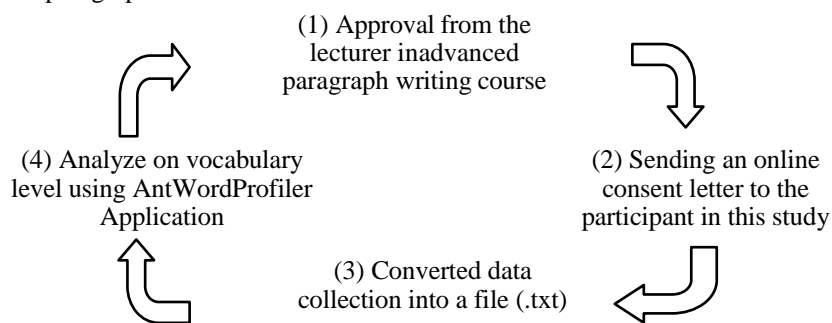 (1) Approval from the
lecturer inadvanced
paragraph writing course
(2) Sending an online
consent letter to the
participant in this study
(3) Converted data
collection into a file (.txt)
(4) Analyze on vocabulary
level using AntWordProfiler
Application